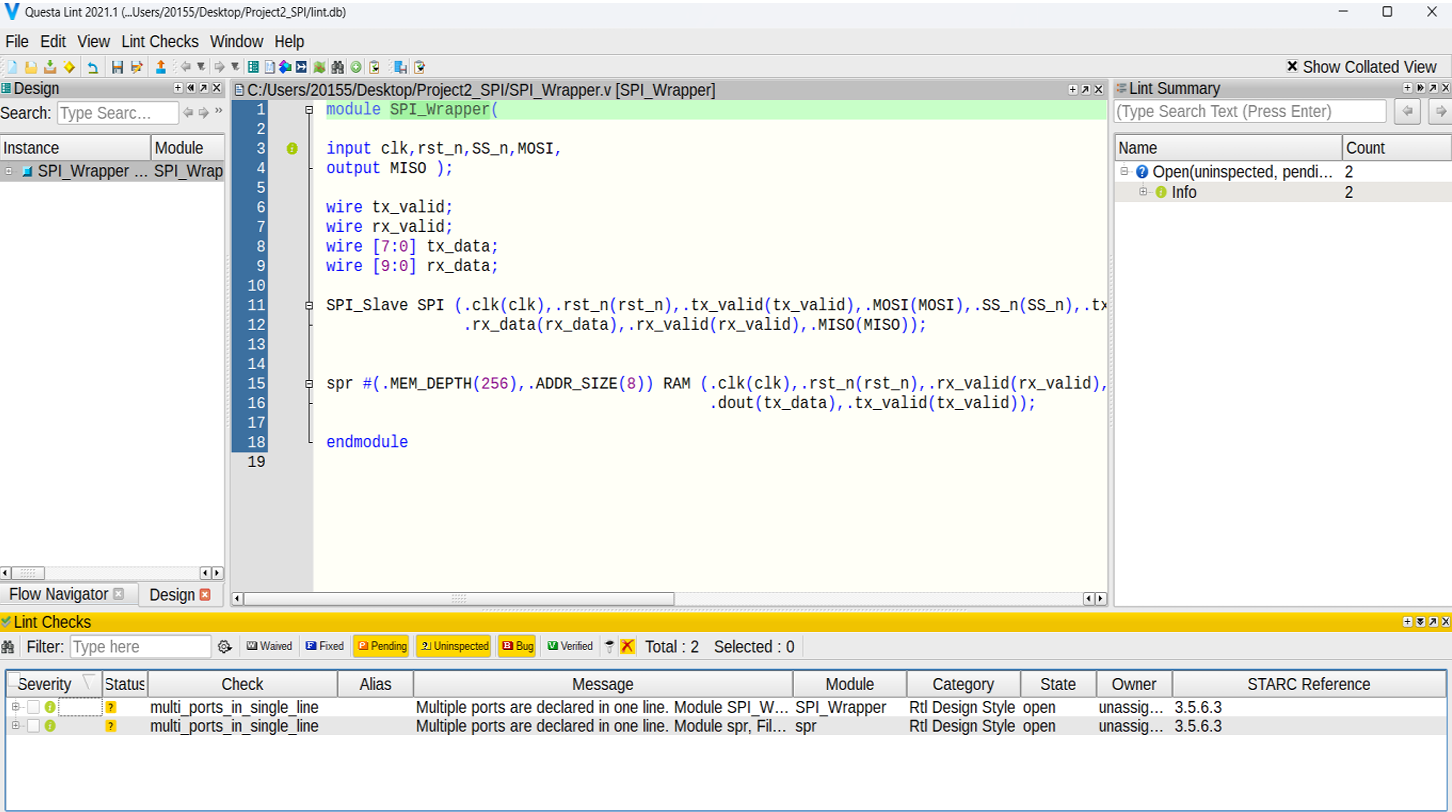 Questa Lint 2021.1 (...Users/20155/Desktop/Project2_SPI/lint.db)
File Edit View Lint Checks Window Help
Show Collated View
Design
Search: Type Searc...
Instance Module
SPI_Wrapper ... SPI_Wrap
Flow Navigator Design
C:/Users/20155/Desktop/Project2_SPI/SPI_Wrapper.v [SPI_Wrapper]
1 module SPI_Wrapper(
2
3 input clk,rst_n,SS_n,MOSI,
4 output MISO );
5
6 wire tx_valid;
7 wire rx_valid;
8 wire [7:0] tx_data;
9 wire [9:0] rx_data;
10
11 SPI_Slave SPI (.clk(clk),.rst_n(rst_n),.tx_valid(tx_valid),.MOSI(MOSI),.SS_n(SS_n),.tx
12 .rx_data(rx_data),.rx_valid(rx_valid),.MISO(MISO));
13
14
15 spr #(.MEM_DEPTH(256),.ADDR_SIZE(8)) RAM (.clk(clk),.rst_n(rst_n),.rx_valid(rx_valid),
16 .dout(tx_data),.tx_valid(tx_valid));
17
18 endmodule
19
Lint Summary
(Type Search Text (Press Enter)
Name Count
? Open(uninspected, pendi... 2
i Info 2
Lint Checks
Filter: Type here W Waived F Fixed P Pending ? Uninspected B Bug V Verified Total : 2 Selected : 0
Severity Status Check Alias Message Module Category State Owner STARC Reference
i ? multi_ports_in_single_line Multiple ports are declared in one line. Module SPI_W... SPI_Wrapper Rtl Design Style open unassig... 3.5.6.3
i ? multi_ports_in_single_line Multiple ports are declared in one line. Module spr, Fil... spr Rtl Design Style open unassig... 3.5.6.3